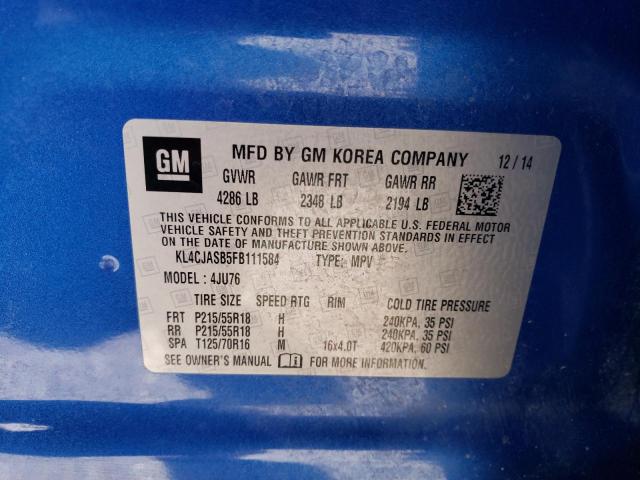 GM
MFD BY GM KOREA COMPANY 12/14
GVWR GAWR FRT GAWR RR
4286 LB 2348 LB 2194 LB
THIS VEHICLE CONFORMS TO ALL APPLICABLE U.S. FEDERAL MOTOR
VEHICLE SAFETY AND THEFT PREVENTION STANDARDS IN EFFECT
ON THE DATE OF MANUFACTURE SHOWN ABOVE.
KL4CJASB5FB111584 TYPE: MPV
MODEL : 4JU76
TIRE SIZE SPEED RTG RIM COLD TIRE PRESSURE
FRT P215/55R18 H 240KPA, 35 PSI
RR P215/55R18 H 240KPA, 35 PSI
SPA T125/70R16 M 16x4.0T 420KPA, 60 PSI
SEE OWNER'S MANUAL FOR MORE INFORMATION.